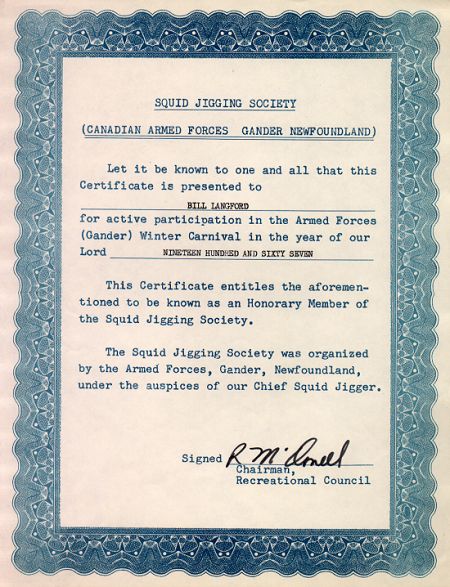 SQUID JIGGING SOCIETY
(CANADIAN ARMED FORCES GANDER NEWFOUNDLAND)
Let it be known to one and all that this
Certificate is presented to
BILL LANGFORD
for active participation in the Armed Forces
(Gander) Winter Carnival in the year of our
Lord NINETEEN HUNDRED AND SIXTY SEVEN
This Certificate entitles the aforemen-
tioned to be known as an Honorary Member of
the Squid Jigging Society.
The Squid Jigging Society was organized
by the Armed Forces, Gander, Newfoundland,
under the auspices of our Chief Squid Jigger.
Signed R McDonell
Chairman,
Recreational Council